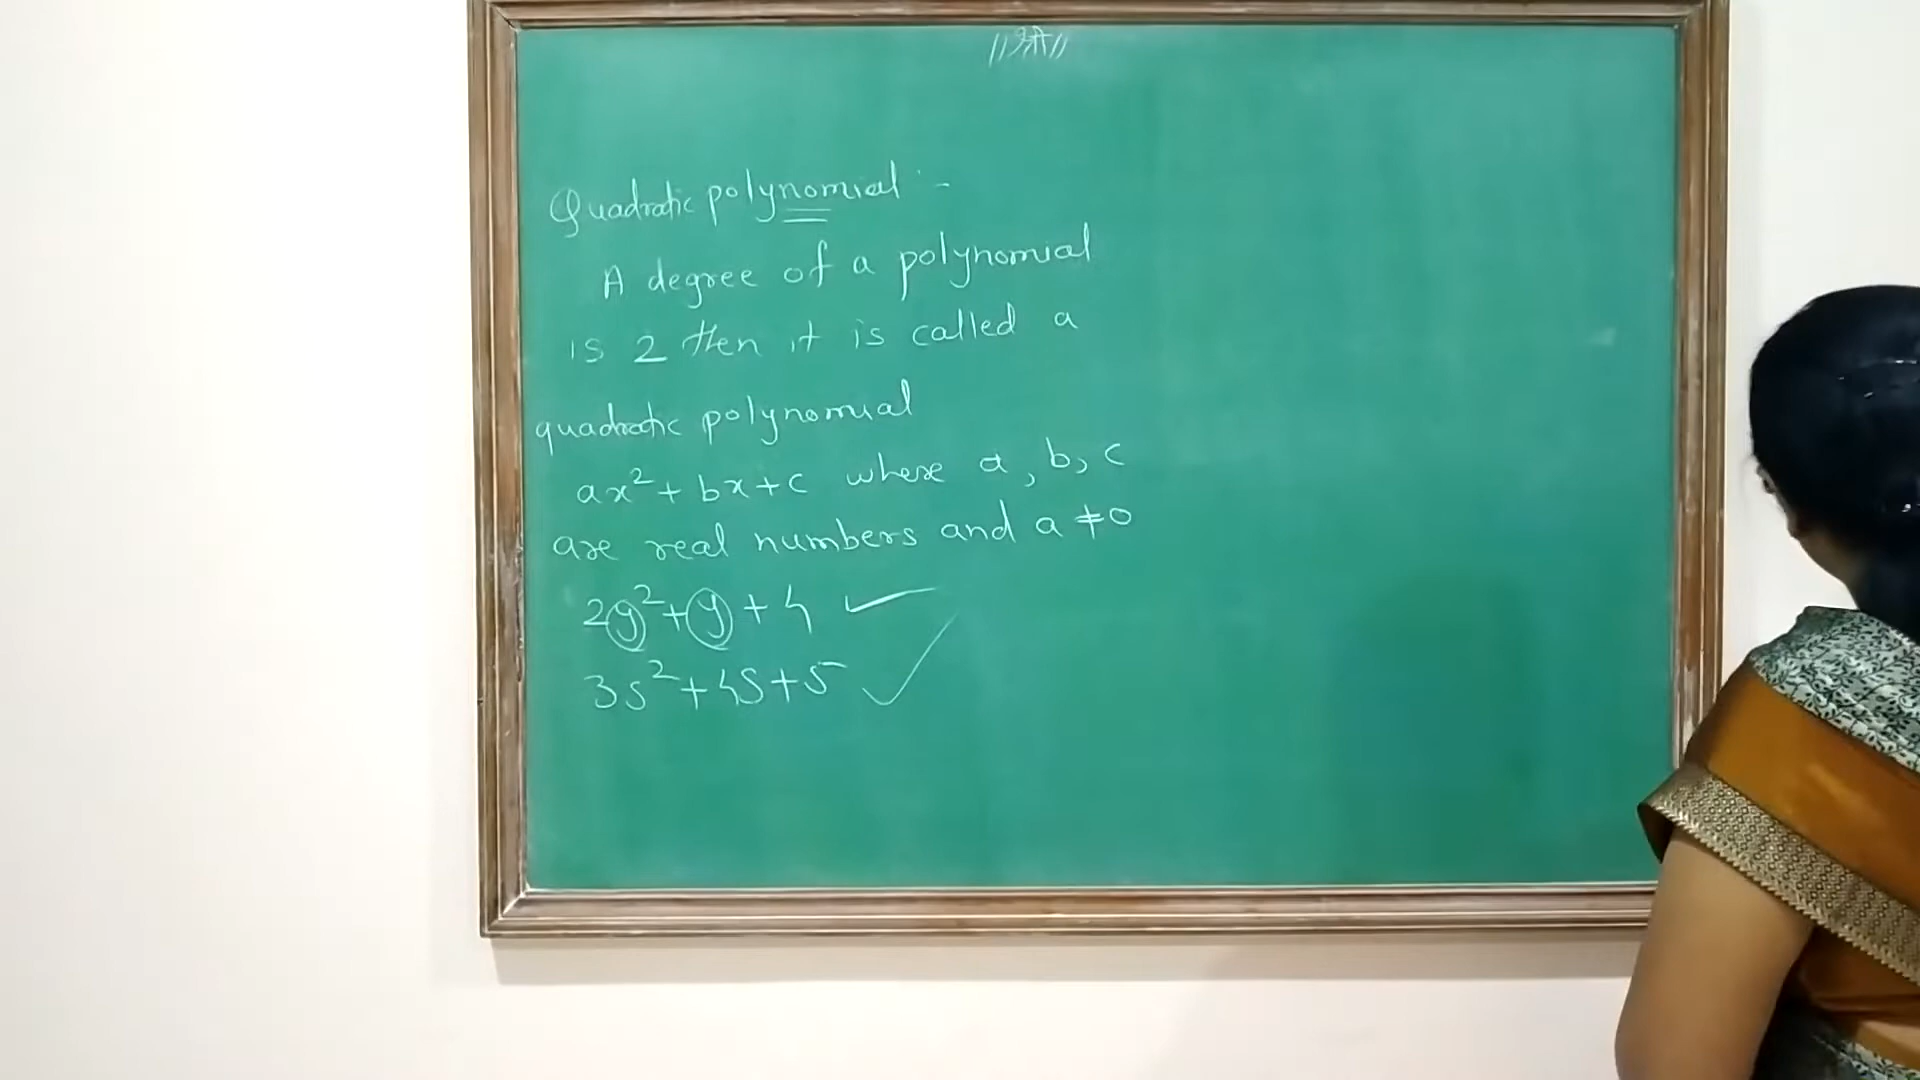 Quadratic polynomial :-
A degree of a polynomial
is 2 then it is called a
quadratic polynomial
ax²+bx+c where a, b, c
are real numbers and a≠0
2y²+y+4 ✓
3s²+4s+5 ✓